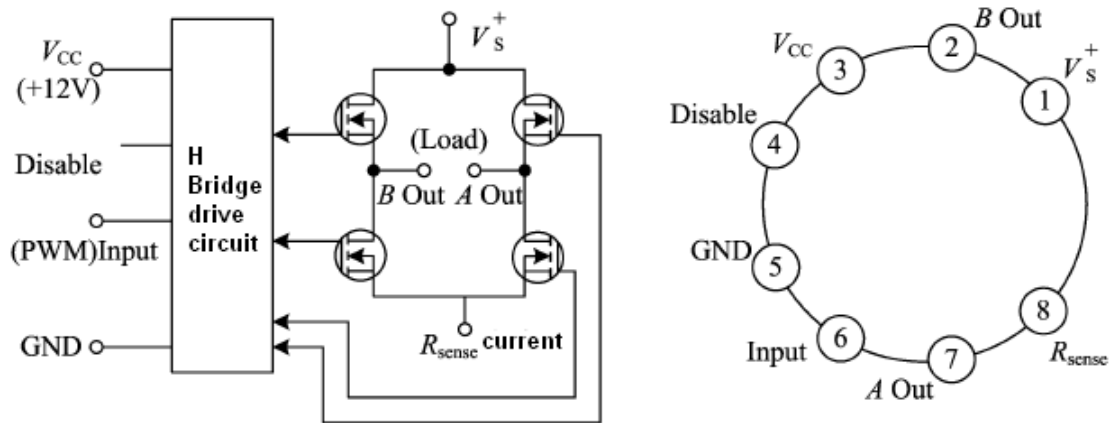 V_CC
(+12V)
Disable
(PWM)Input
GND
H
Bridge
drive
circuit
V_S^+
(Load)
B Out A Out
R_sense current
B Out
V_CC
V_S^+
Disable
GND
Input
A Out
R_sense
3
2
1
4
5
6
7
8